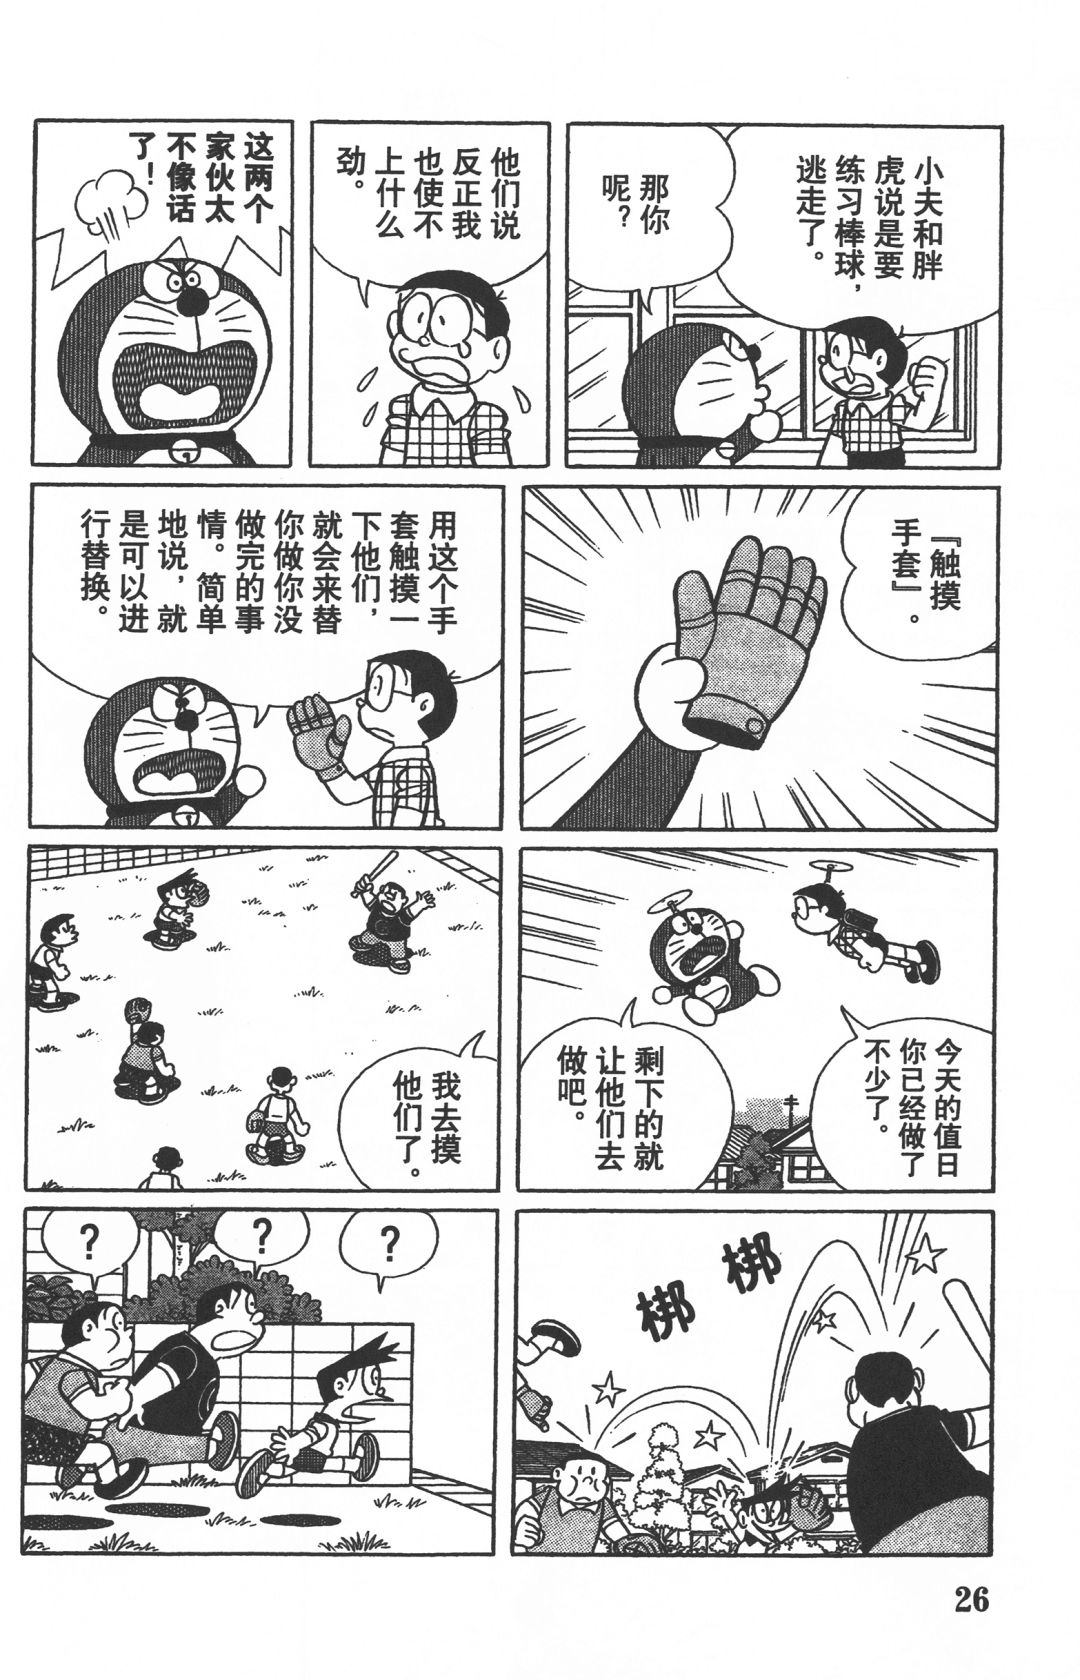 小夫和胖
虎说是要
练习棒球，
逃走了。
那你
呢？
他们说
反正我
也使不
上什么
劲。
这两个
家伙太
不像话
了！
『触摸
手套』。
用这个手
套触摸一
下他们，
就会来替
你做你没
做完的事
情。简单
地说，就
是可以进
行替换。
今天的值日
你已经做了
不少了。
剩下的就
让他们去
做吧。
我去摸
他们了。
梆
梆
？
？
？
26